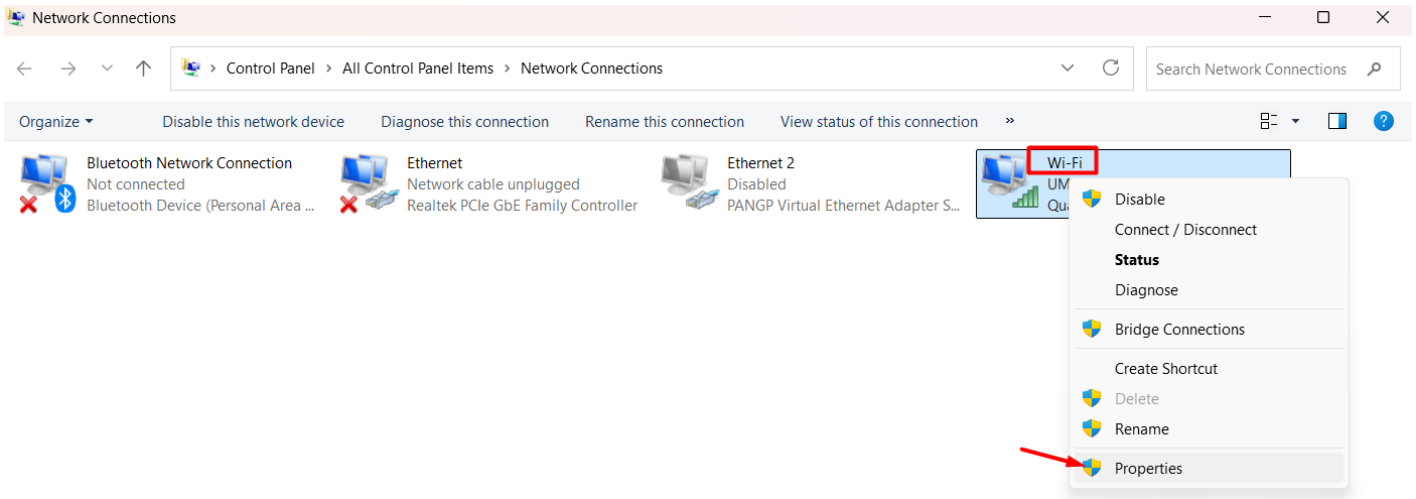 Network Connections
Control Panel > All Control Panel Items > Network Connections
Search Network Connections
Organize Disable this network device Diagnose this connection Rename this connection View status of this connection »
Bluetooth Network Connection
Not connected
Bluetooth Device (Personal Area ...
Ethernet
Network cable unplugged
Realtek PCIe GbE Family Controller
Ethernet 2
Disabled
PANGP Virtual Ethernet Adapter S...
Wi-Fi
Disable
Connect / Disconnect
Status
Diagnose
Bridge Connections
Create Shortcut
Delete
Rename
Properties